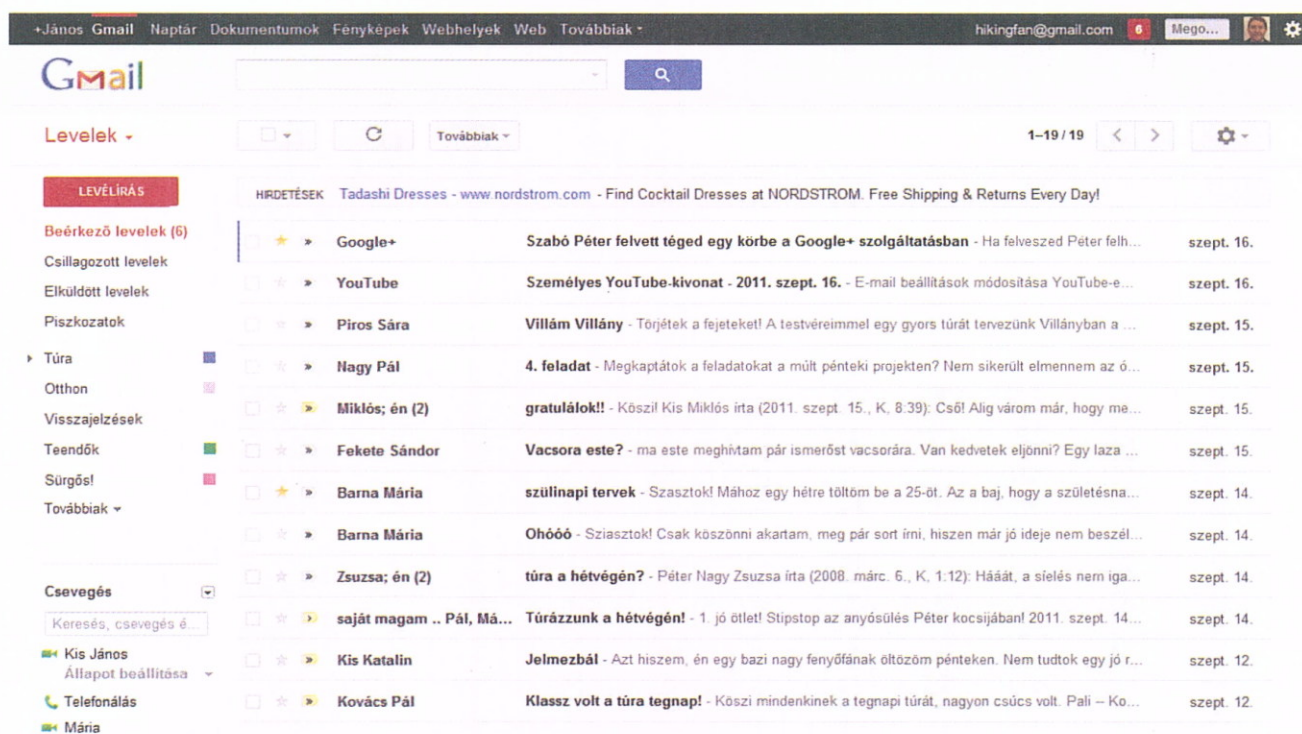 +János Gmail Naptár Dokumentumok Fényképek Webhelyek Web Továbbiak hikingfan@gmail.com 6 Mego...
Gmail
Levelek Továbbiak 1–19 / 19
LEVÉLÍRÁS
HIRDETÉSEK Tadashi Dresses - www.nordstrom.com - Find Cocktail Dresses at NORDSTROM. Free Shipping & Returns Every Day!
Beérkező levelek (6)
Csillagozott levelek
Elküldött levelek
Piszkozatok
Túra
Otthon
Visszajelzések
Teendők
Sürgős!
Továbbiak
Csevegés
Keresés, csevegés é...
Kis János
Állapot beállítása
Telefonálás
Mária
Google+ Szabó Péter felvett téged egy körbe a Google+ szolgáltatásban - Ha felveszed Péter felh... szept. 16.
YouTube Személyes YouTube-kivonat - 2011. szept. 16. - E-mail beállítások módosítása YouTube-e... szept. 16.
Piros Sára Villám Villány - Törjétek a fejeteket! A testvéreimmel egy gyors túrát tervezünk Villányban a ... szept. 15.
Nagy Pál 4. feladat - Megkaptátok a feladatokat a múlt pénteki projekten? Nem sikerült elmennem az ó... szept. 15.
Miklós; én (2) gratulálok!! - Köszi! Kis Miklós írta (2011. szept. 15., K, 8:39): Cső! Alig várom már, hogy me... szept. 15.
Fekete Sándor Vacsora este? - ma este meghívtam pár ismerőst vacsorára. Van kedvetek eljönni? Egy laza ... szept. 15.
Barna Mária szülinapi tervek - Szasztok! Mához egy hétre töltöm be a 25-öt. Az a baj, hogy a születésna... szept. 14.
Barna Mária Ohóóó - Sziasztok! Csak köszönni akartam, meg pár sort írni, hiszen már jó ideje nem beszél... szept. 14.
Zsuzsa; én (2) túra a hétvégén? - Péter Nagy Zsuzsa írta (2008. márc. 6., K, 1:12): Hááát, a síelés nem iga... szept. 14.
saját magam .. Pál, Má... Túrázzunk a hétvégén! - 1. jó ötlet! Stipstop az anyósülés Péter kocsijában! 2011. szept. 14... szept. 14.
Kis Katalin Jelmezbál - Azt hiszem, én egy bazi nagy fenyőfának öltözöm pénteken. Nem tudtok egy jó r... szept. 12.
Kovács Pál Klassz volt a túra tegnap! - Köszi mindenkinek a tegnapi túrát, nagyon csúcs volt. Pali -- Ko... szept. 12.